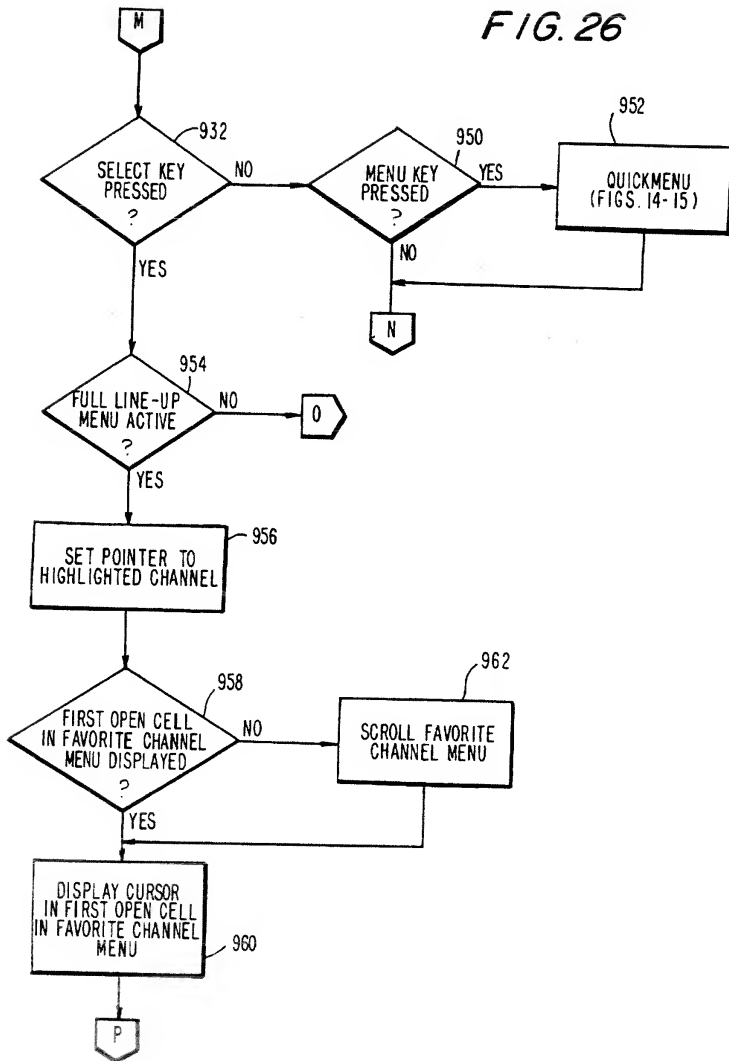 FIG. 26
M
932
SELECT KEY
PRESSED
?
NO
YES
950
MENU KEY
PRESSED
?
YES
NO
952
QUICKMENU
(FIGS. 14-15)
N
954
FULL LINE-UP
MENU ACTIVE
?
NO
O
YES
956
SET POINTER TO
HIGHLIGHTED CHANNEL
958
FIRST OPEN CELL
IN FAVORITE CHANNEL
MENU DISPLAYED
?
NO
YES
962
SCROLL FAVORITE
CHANNEL MENU
DISPLAY CURSOR
IN FIRST OPEN CELL
IN FAVORITE CHANNEL
MENU
960
P